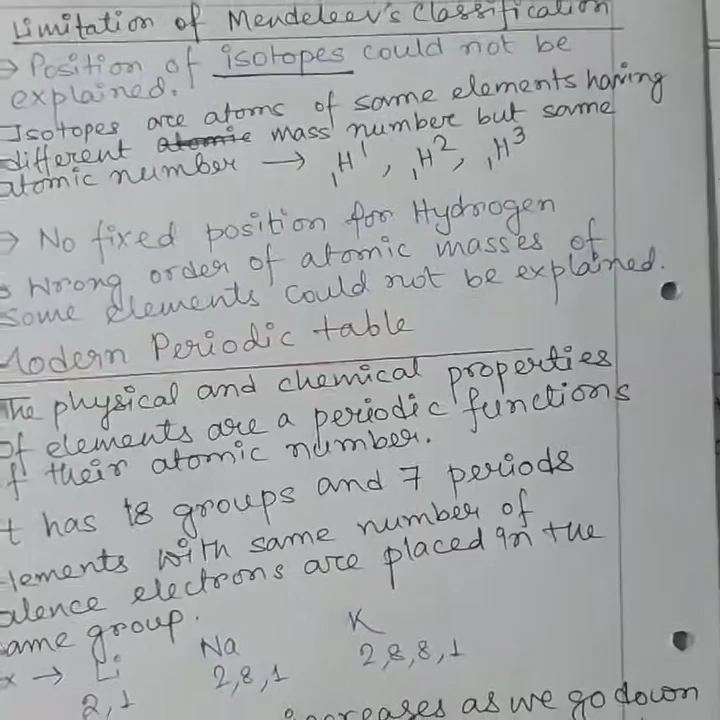 Limitation of Mendeleev's Classification
→ Position of isotopes could not be
explained.
Isotopes are atoms of same elements having
different atomic mass number but same
atomic number → ₁H¹, ₁H², ₁H³
→ No fixed position for Hydrogen
→ Wrong order of atomic masses of
some elements could not be explained.
Modern Periodic table
The physical and chemical properties
of elements are a periodic functions
of their atomic number.
t has 18 groups and 7 periods
lements with same number of
alence electrons are placed in the
ame group.
x → Li Na K
2,1 2,8,1 2,8,8,1
increases as we go down